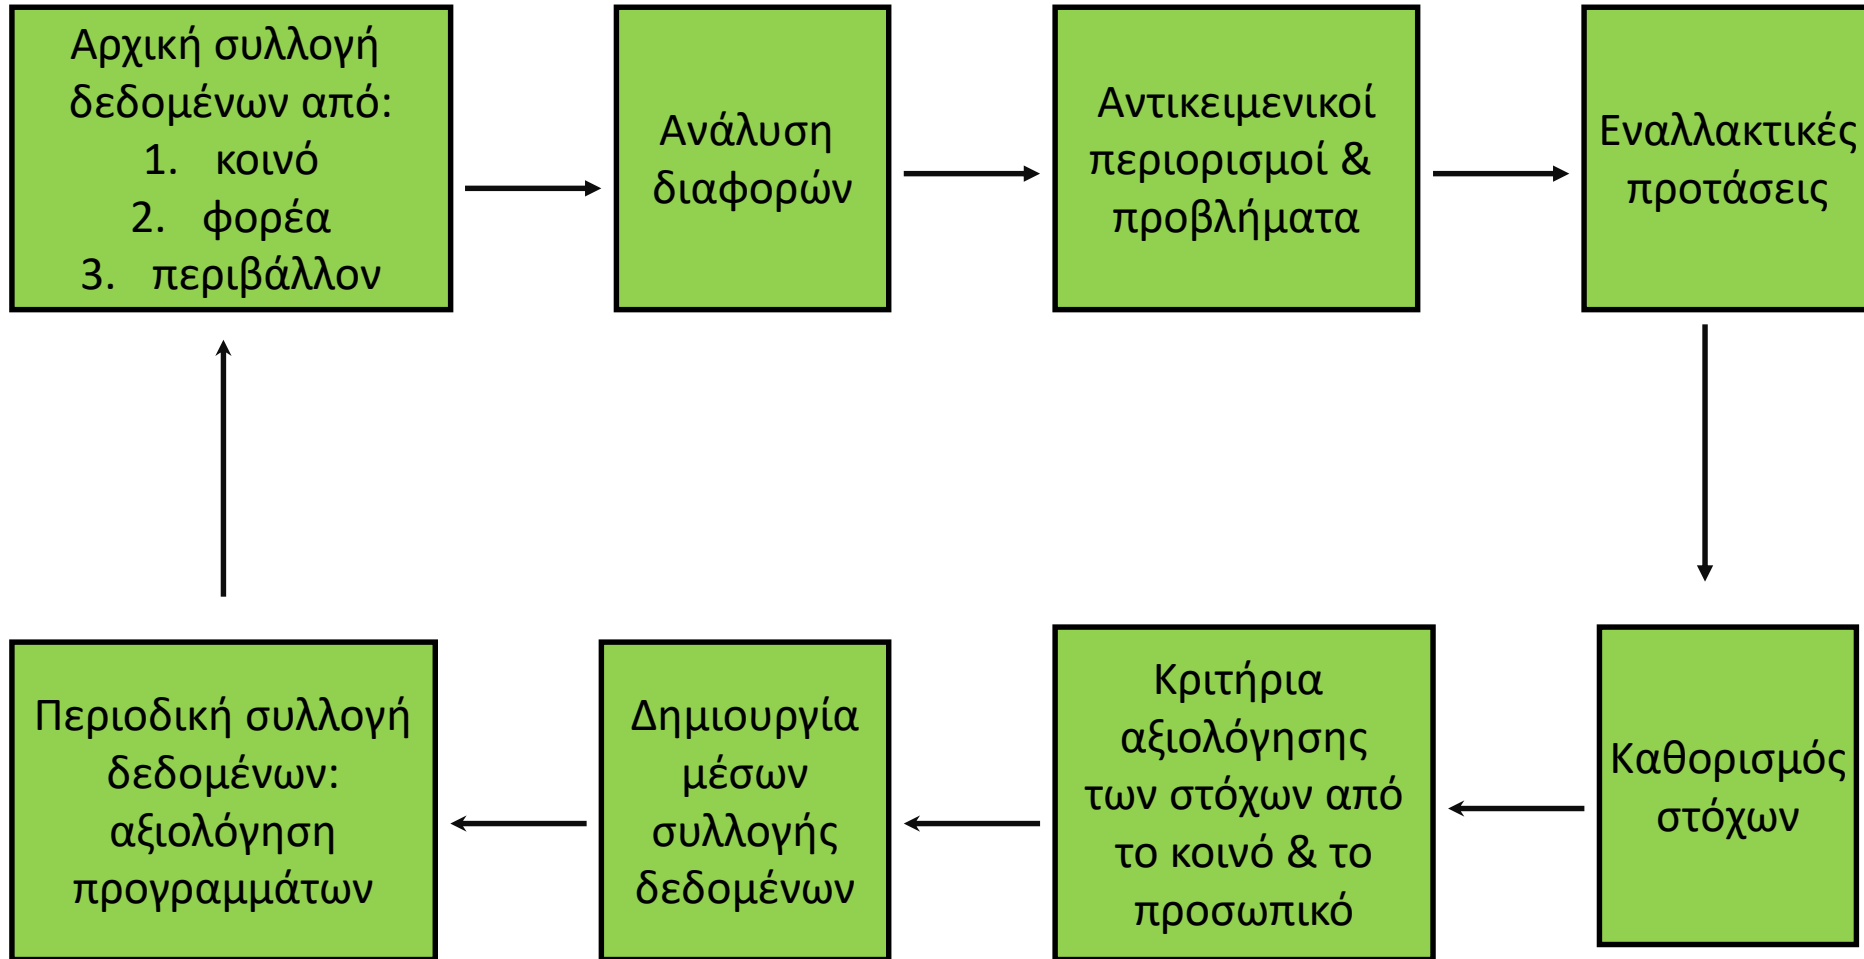 Αρχική συλλογή
δεδομένων από:
1. κοινό
2. φορέα
3. περιβάλλον
Ανάλυση
διαφορών
Αντικειμενικοί
περιορισμοί &
προβλήματα
Εναλλακτικές
προτάσεις
Καθορισμός
στόχων
Κριτήρια
αξιολόγησης
των στόχων από
το κοινό & το
προσωπικό
Δημιουργία
μέσων
συλλογής
δεδομένων
Περιοδική συλλογή
δεδομένων:
αξιολόγηση
προγραμμάτων